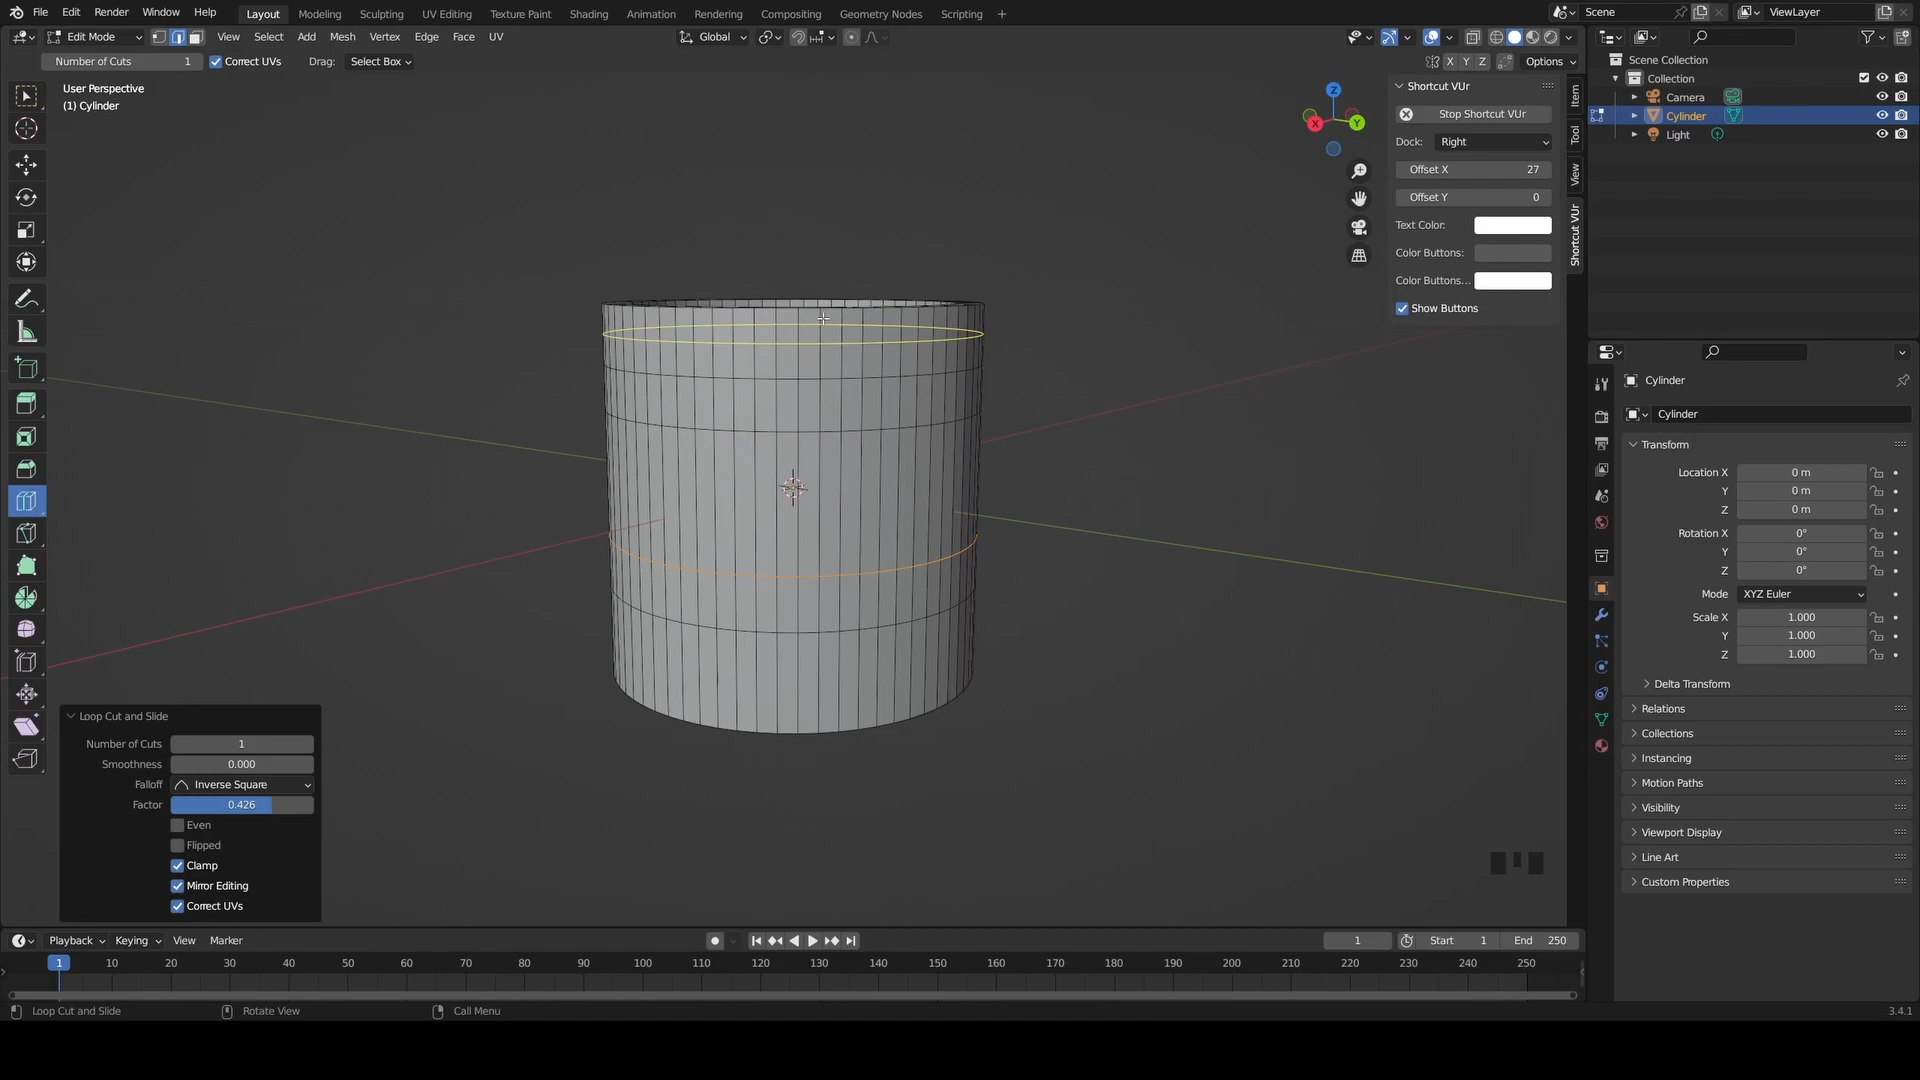 File Edit Render Window Help Layout Modeling Sculpting UV Editing Texture Paint Shading Animation Rendering Compositing Geometry Nodes Scripting + Scene ViewLayer
Edit Mode View Select Add Mesh Vertex Edge Face UV Global
Number of Cuts 1 Correct UVs Drag: Select Box X Y Z Options
User Perspective
(1) Cylinder
Z
X Y
Shortcut VUr
Stop Shortcut VUr
Dock: Right
Offset X 27
Offset Y 0
Text Color:
Color Buttons:
Color Buttons...
Show Buttons
Item
Tool
View
Shortcut VUr
Scene Collection
Collection
Camera
Cylinder
Light
Cylinder
Cylinder
Transform
Location X 0 m
Y 0 m
Z 0 m
Rotation X 0°
Y 0°
Z 0°
Mode XYZ Euler
Scale X 1.000
Y 1.000
Z 1.000
Delta Transform
Relations
Collections
Instancing
Motion Paths
Visibility
Viewport Display
Line Art
Custom Properties
Loop Cut and Slide
Number of Cuts 1
Smoothness 0.000
Falloff Inverse Square
Factor 0.426
Even
Flipped
Clamp
Mirror Editing
Correct UVs
Playback Keying View Marker 1 Start 1 End 250
1 10 20 30 40 50 60 70 80 90 100 110 120 130 140 150 160 170 180 190 200 210 220 230 240 250
Loop Cut and Slide Rotate View Call Menu 3.4.1